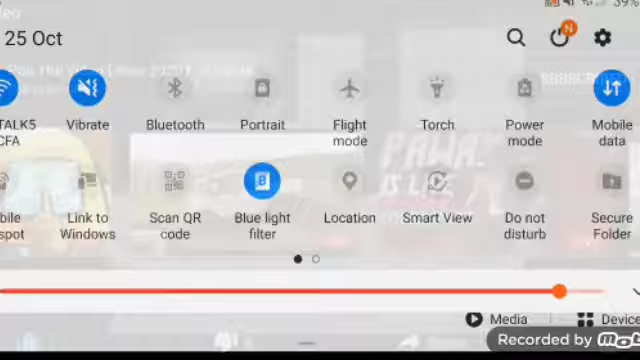 39%
25 Oct
N
TALK5
CFA
Vibrate
Bluetooth
Portrait
Flight
mode
Torch
Power
mode
Mobile
data
bile
spot
Link to
Windows
Scan QR
code
Blue light
filter
Location
Smart View
Do not
disturb
Secure
Folder
Media
Device
Recorded by